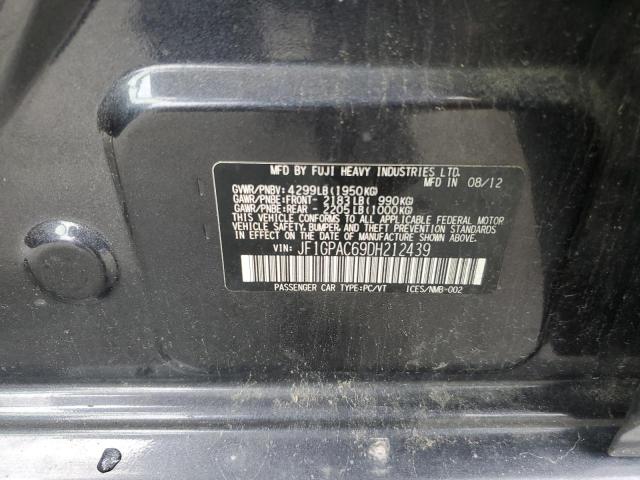 MFD BY FUJI HEAVY INDUSTRIES LTD.
MFD IN 08/12
GVWR/PNBV: 4299LB(1950KG)
GAWR/PNBE:FRONT- 2183LB( 990KG)
GAWR/PNBE:REAR - 2205LB(1000KG)
THIS VEHICLE CONFORMS TO ALL APPLICABLE FEDERAL MOTOR
VEHICLE SAFETY, BUMPER, AND THEFT PREVENTION STANDARDS
IN EFFECT ON THE DATE OF MANUFACTURE SHOWN ABOVE.
VIN: JF1GPAC69DH212439
PASSENGER CAR TYPE:PC/VT ICES/NMB-002